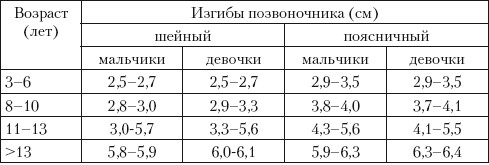 Возраст (лет) Изгибы позвоночника (см)
шейный поясничный
мальчики девочки мальчики девочки
3–6 2,5–2,7 2,5–2,7 2,9–3,5 2,9–3,5
8–10 2,8–3,0 2,9–3,3 3,8–4,0 3,7–4,1
11–13 3,0-5,7 3,3–5,6 4,3–5,6 4,1–5,5
>13 5,8–5,9 6,0-6,1 5,9–6,3 6,3–6,4